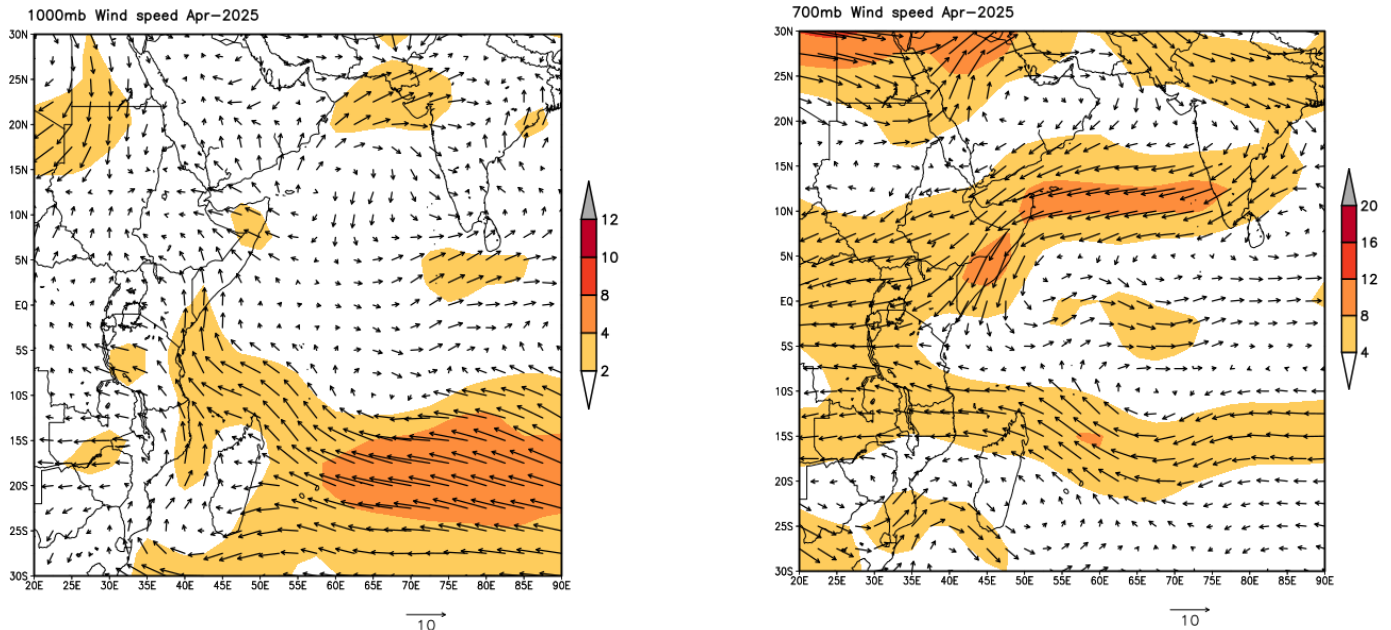 1000mb Wind speed Apr-2025
30N
25N
20N
15N
10N
5N
EQ
5S
10S
15S
20S
25S
30S
20E 25E 30E 35E 40E 45E 50E 55E 60E 65E 70E 75E 80E 85E 90E
10
12
10
8
4
2
700mb Wind speed Apr-2025
30N
25N
20N
15N
10N
5N
EQ
5S
10S
15S
20S
25S
30S
20E 25E 30E 35E 40E 45E 50E 55E 60E 65E 70E 75E 80E 85E 90E
10
20
16
12
8
4